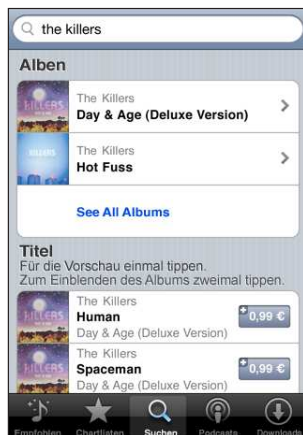 the killers
Alben
The Killers
Day & Age (Deluxe Version)
The Killers
Hot Fuss
See All Albums
Titel
Für die Vorschau einmal tippen.
Zum Einblenden des Albums zweimal tippen.
The Killers
Human
0,99 €
Day & Age (Deluxe Version)
The Killers
Spaceman
0,99 €
Day & Age (Deluxe Version)
Empfohlen Chartlisten Suchen Podcasts Downloads